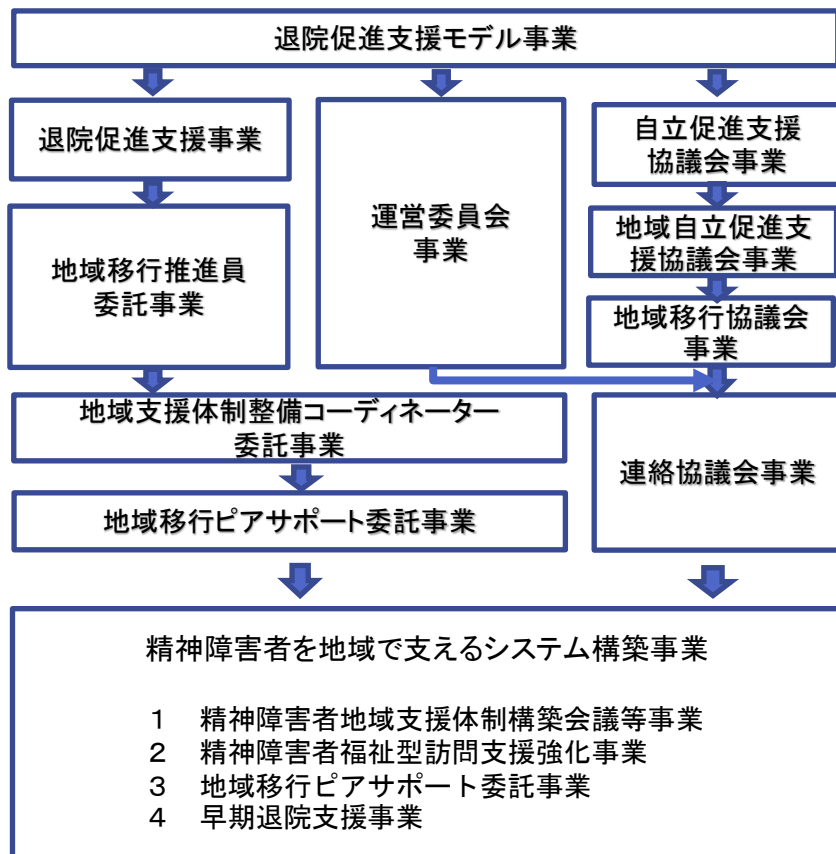 退院促進支援モデル事業
退院促進支援事業
運営委員会
事業
自立促進支援
協議会事業
地域移行推進員
委託事業
地域自立促進支
援協議会事業
地域移行協議会
事業
地域支援体制整備コーディネーター
委託事業
連絡協議会事業
地域移行ピアサポート委託事業
精神障害者を地域で支えるシステム構築事業
1 精神障害者地域支援体制構築会議等事業
2 精神障害者福祉型訪問支援強化事業
3 地域移行ピアサポート委託事業
4 早期退院支援事業